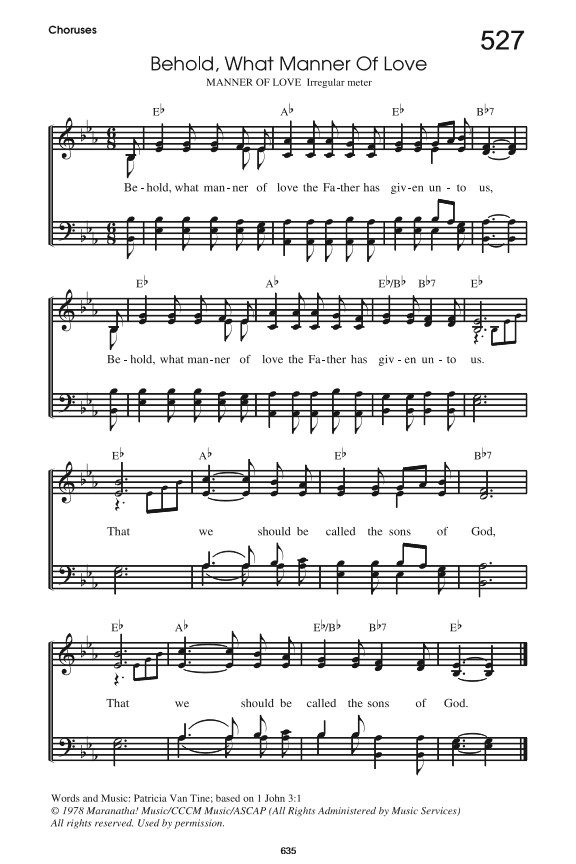 Choruses
527
Behold, What Manner Of Love
MANNER OF LOVE Irregular meter
E♭ A♭ E♭ B♭7
Be - hold, what man - ner of love the Fa - ther has giv - en un - to us,
E♭ A♭ E♭/B♭ B♭7 E♭
Be - hold, what man - ner of love the Fa - ther has giv - en un - to us.
E♭ A♭ E♭ B♭7
That we should be called the sons of God,
E♭ A♭ E♭/B♭ B♭7 E♭
That we should be called the sons of God.
Words and Music: Patricia Van Tine; based on 1 John 3:1
© 1978 Maranatha! Music/CCCM Music/ASCAP (All Rights Administered by Music Services)
All rights reserved. Used by permission.
635